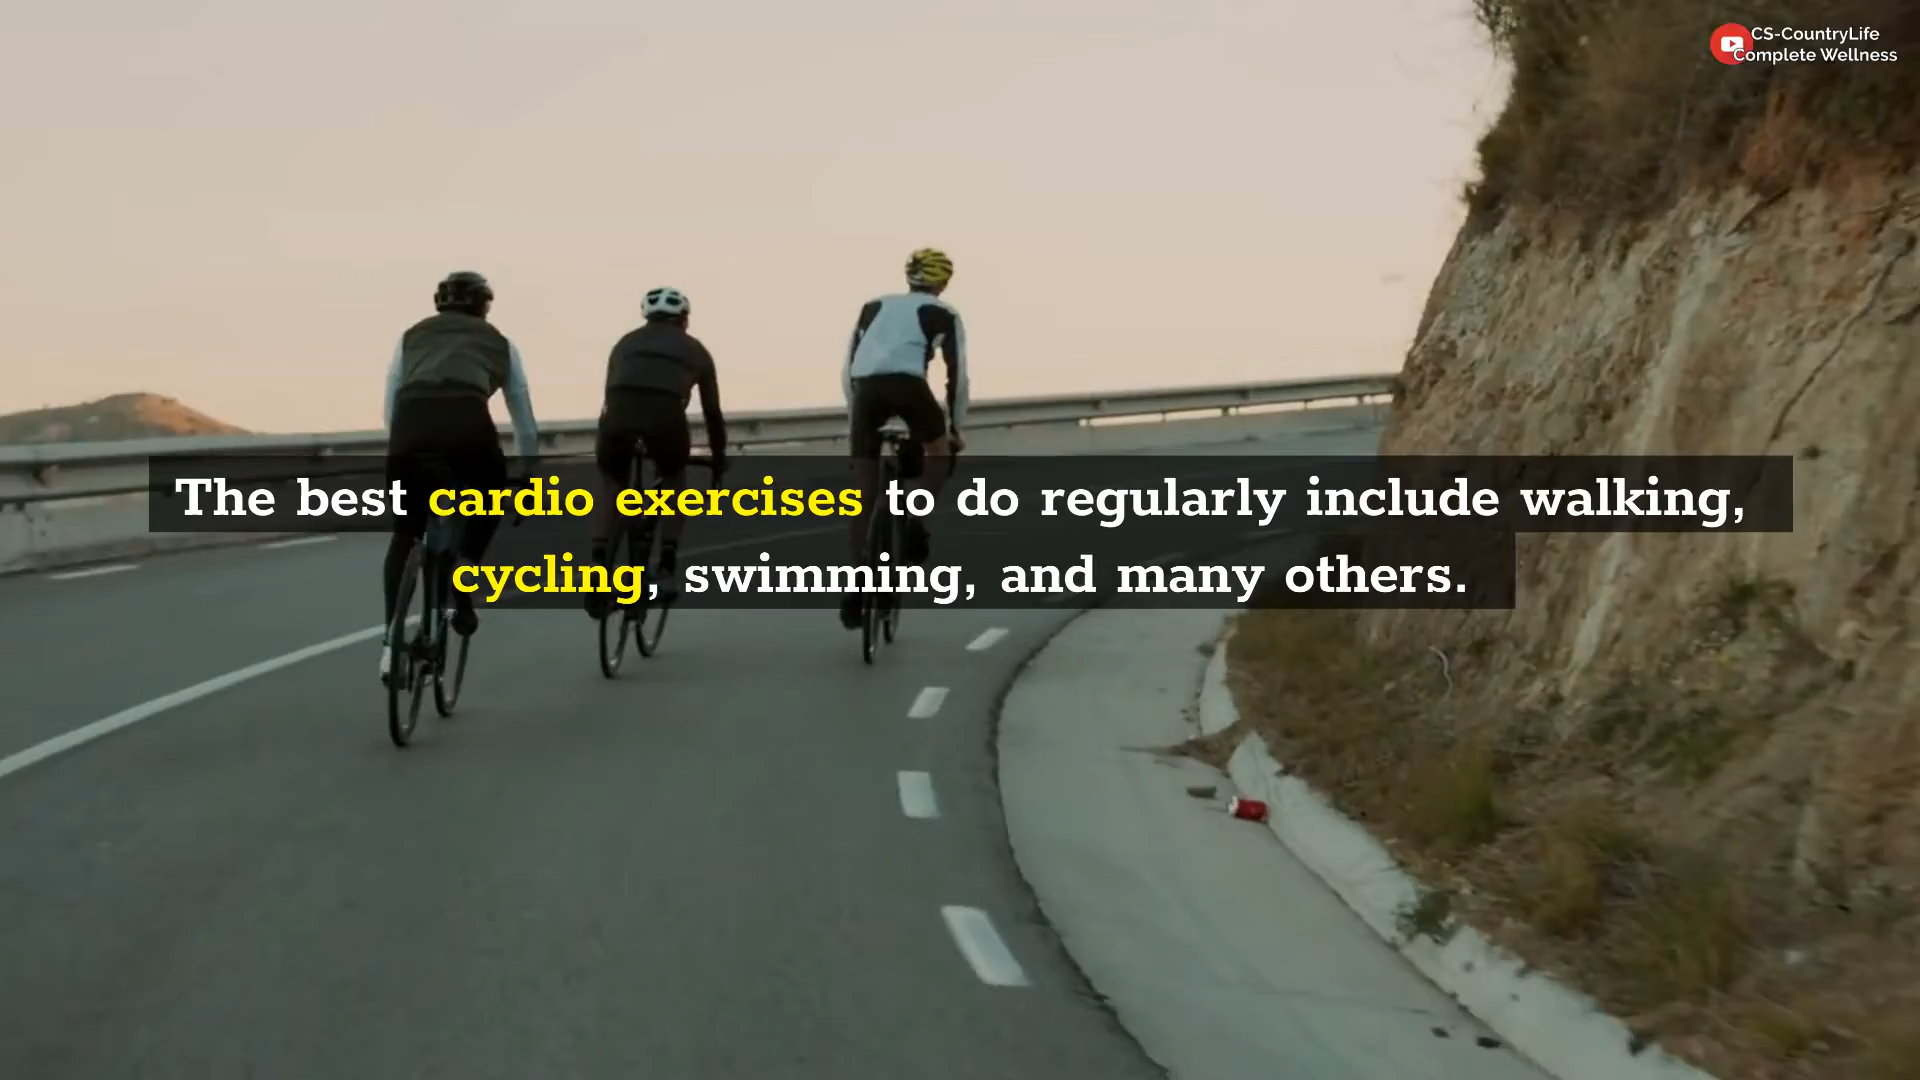 CS-CountryLife
Complete Wellness
The best cardio exercises to do regularly include walking,
cycling, swimming, and many others.